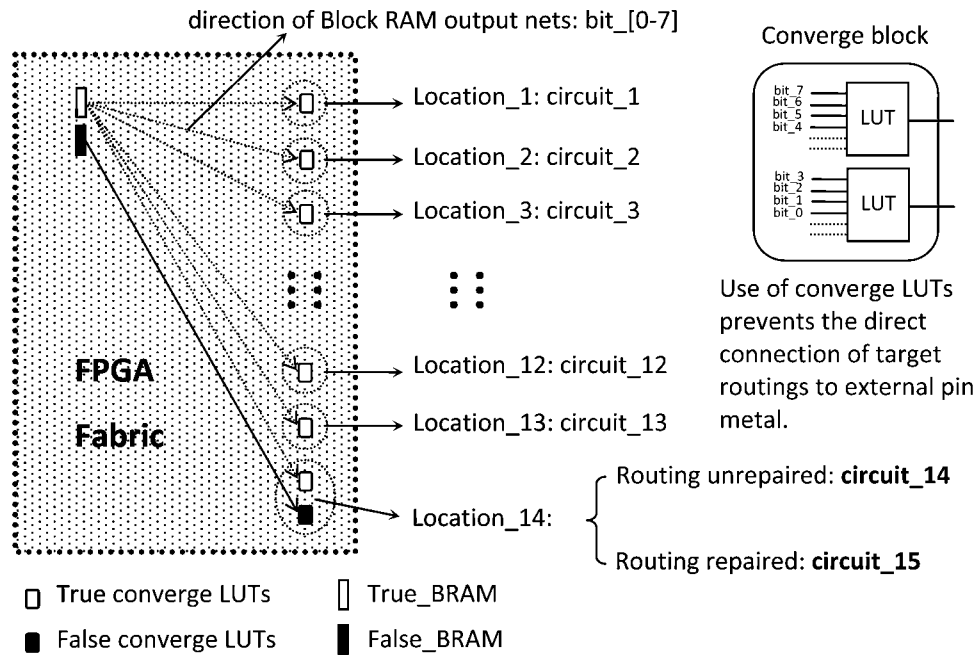 direction of Block RAM output nets: bit_[0-7]
Converge block
Location_1: circuit_1
Location_2: circuit_2
Location_3: circuit_3
bit_7
bit_6
bit_5
bit_4
LUT
bit_3
bit_2
bit_1
bit_0
LUT
Use of converge LUTs
prevents the direct
connection of target
routings to external pin
metal.
FPGA
Fabric
Location_12: circuit_12
Location_13: circuit_13
Location_14:
Routing unrepaired: circuit_14
Routing repaired: circuit_15
True converge LUTs
True_BRAM
False converge LUTs
False_BRAM